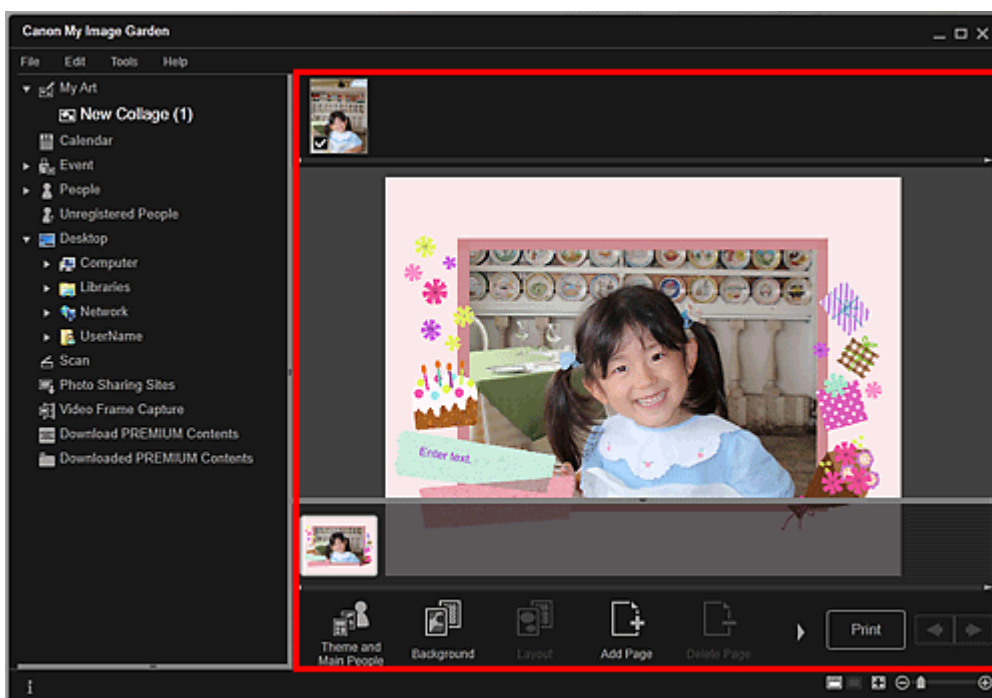 Canon My Image Garden
File Edit Tools Help
My Art
New Collage (1)
Calendar
Event
People
Unregistered People
Desktop
Computer
Libraries
Network
UserName
Scan
Photo Sharing Sites
Video Frame Capture
Download PREMIUM Contents
Downloaded PREMIUM Contents
Enter text.
Theme and
Main People
Background
Layout
Add Page
Delete Page
Print